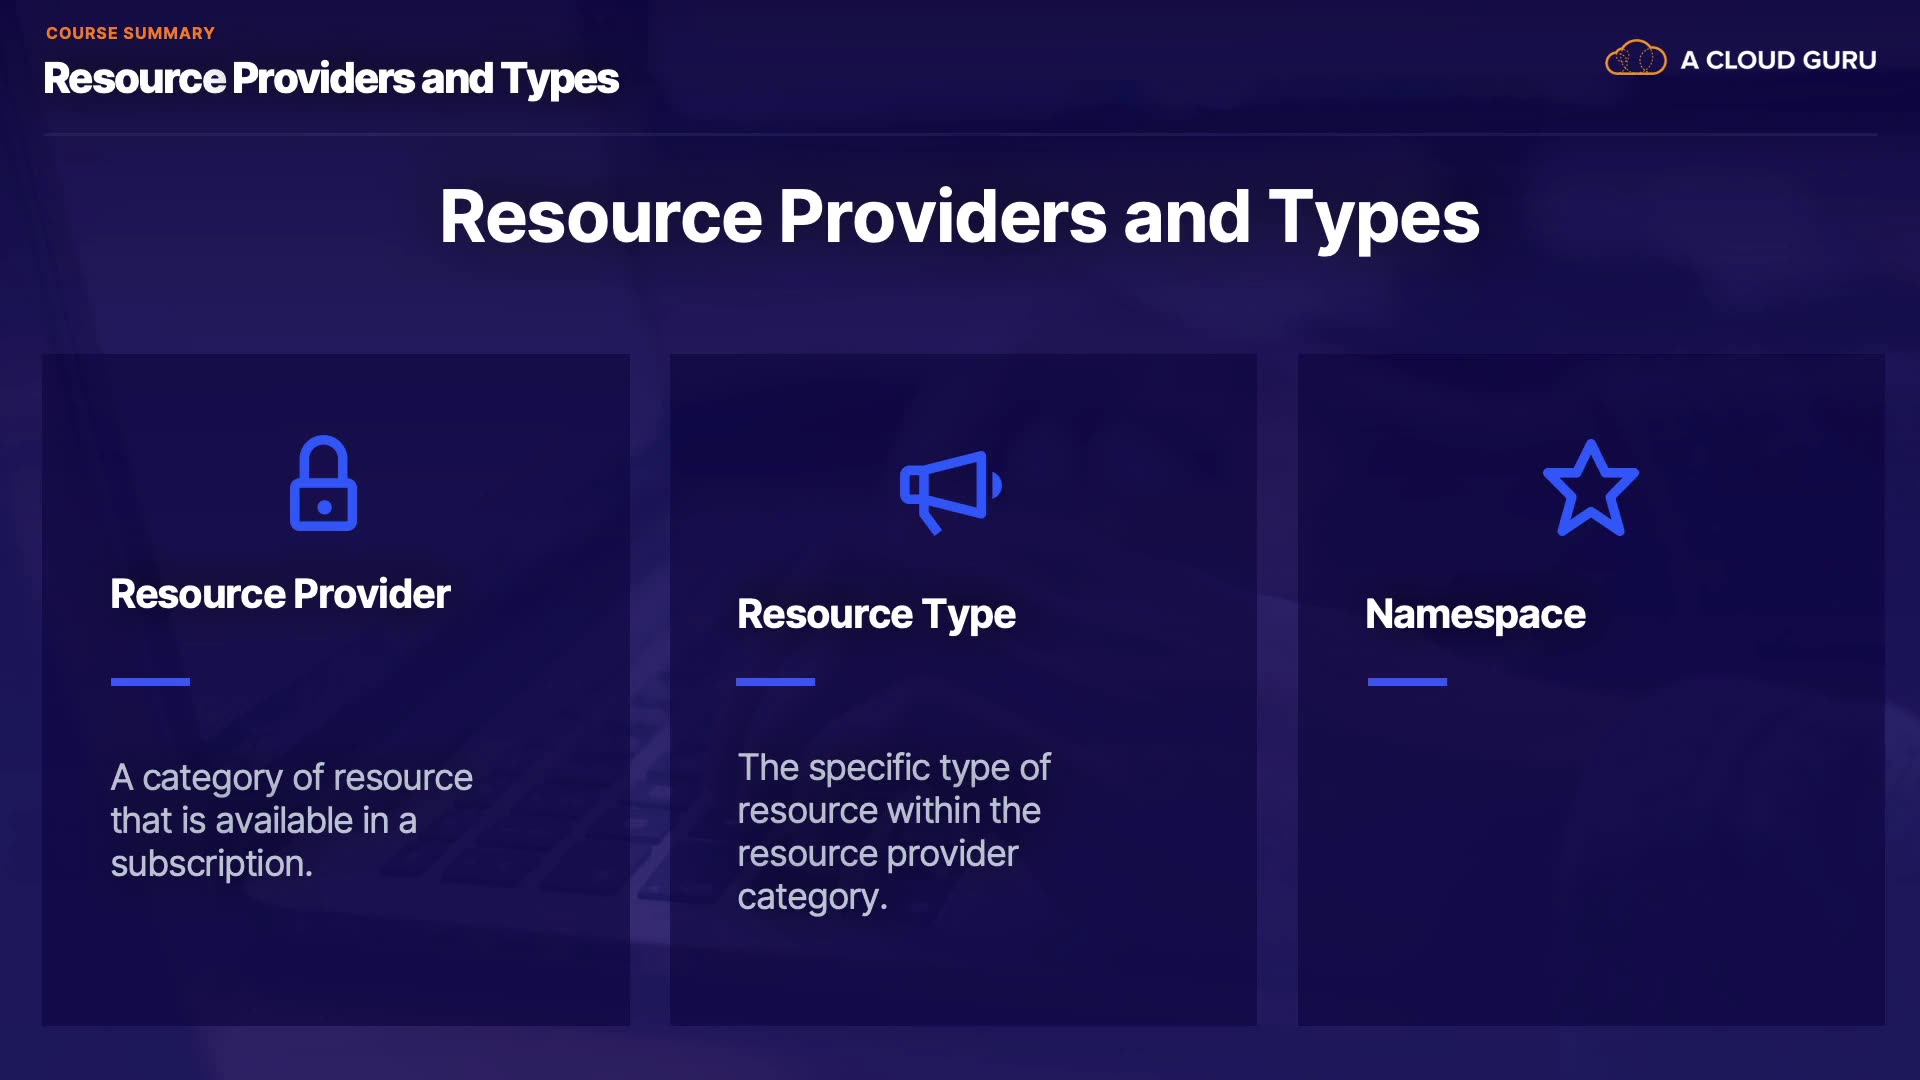 COURSE SUMMARY
Resource Providers and Types
A CLOUD GURU
Resource Providers and Types
Resource Provider
A category of resource
that is available in a
subscription.
Resource Type
The specific type of
resource within the
resource provider
category.
Namespace